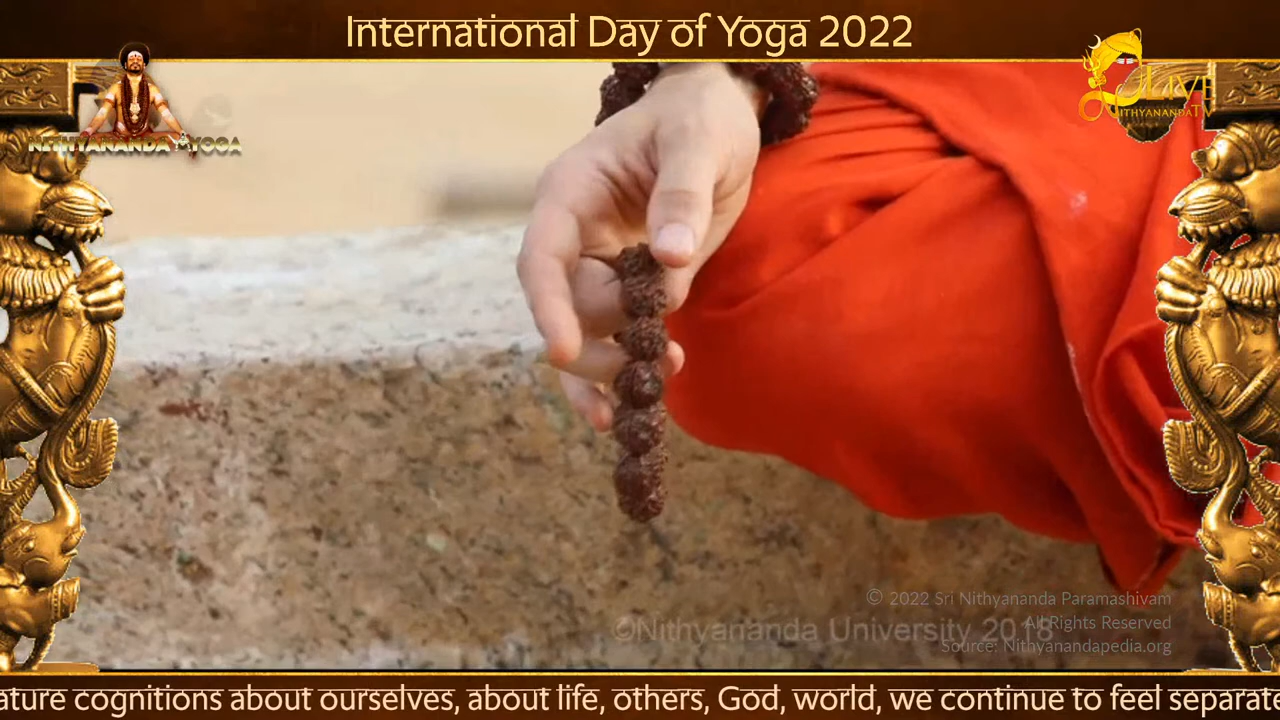 International Day of Yoga 2022
NITHYANANDA YOGA
LIVE
NITHYANANDATV
© 2022 Sri Nithyananda Paramashivam
©Nithyananda University 2018
All Rights Reserved
Source: Nithyanandapedia.org
ature cognitions about ourselves, about life, others, God, world, we continue to feel separate